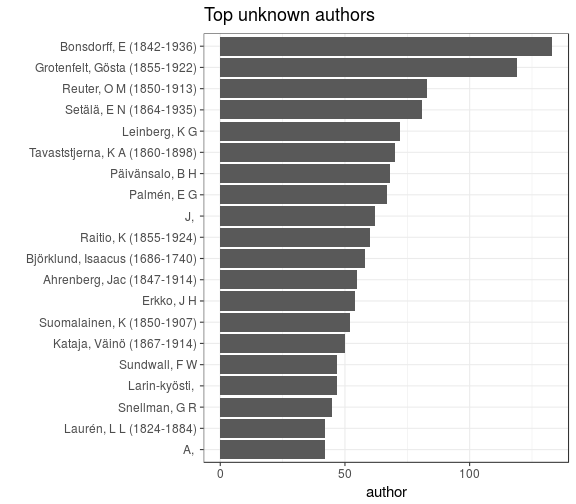 Top unknown authors
Bonsdorff, E (1842-1936)
Grotenfelt, Gösta (1855-1922)
Reuter, O M (1850-1913)
Setälä, E N (1864-1935)
Leinberg, K G
Tavaststjerna, K A (1860-1898)
Päivänsalo, B H
Palmén, E G
J,
Raitio, K (1855-1924)
Björklund, Isaacus (1686-1740)
Ahrenberg, Jac (1847-1914)
Erkko, J H
Suomalainen, K (1850-1907)
Kataja, Väinö (1867-1914)
Sundwall, F W
Larin-kyösti,
Snellman, G R
Laurén, L L (1824-1884)
A,
0 50 100
author